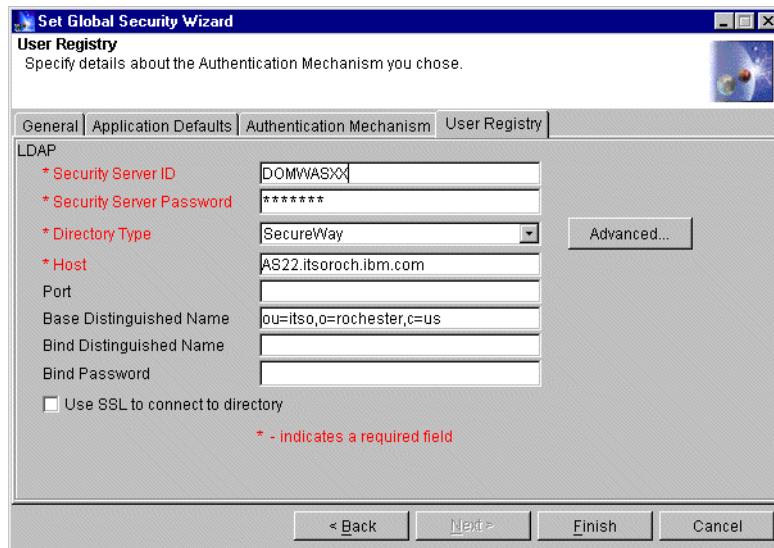 Set Global Security Wizard
User Registry
Specify details about the Authentication Mechanism you chose.
General Application Defaults Authentication Mechanism User Registry
LDAP
* Security Server ID DOMWASXX
* Security Server Password *******
* Directory Type SecureWay Advanced...
* Host AS22.itsoroch.ibm.com
Port
Base Distinguished Name ou=itso,o=rochester,c=us
Bind Distinguished Name
Bind Password
Use SSL to connect to directory
* - indicates a required field
< Back Next > Finish Cancel